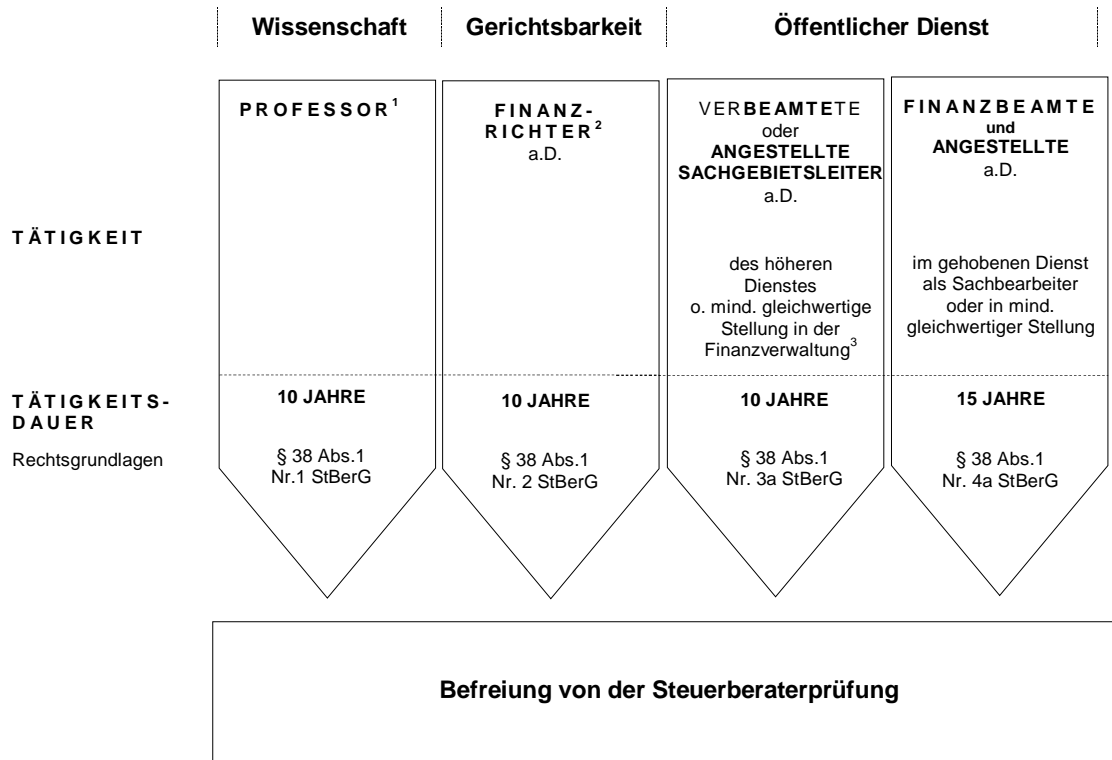 Wissenschaft
Gerichtsbarkeit
Öffentlicher Dienst
TÄTIGKEIT
PROFESSOR¹
FINANZ-
RICHTER²
a.D.
VERBEAMTETE
oder
ANGESTELLTE
SACHGEBIETSLEITER
a.D.
des höheren
Dienstes
o. mind. gleichwertige
Stellung in der
Finanzverwaltung³
FINANZBEAMTE
und
ANGESTELLTE
a.D.
im gehobenen Dienst
als Sachbearbeiter
oder in mind.
gleichwertiger Stellung
TÄTIGKEITS-
DAUER
10 JAHRE
10 JAHRE
10 JAHRE
15 JAHRE
Rechtsgrundlagen
§ 38 Abs.1
Nr.1 StBerG
§ 38 Abs.1
Nr. 2 StBerG
§ 38 Abs.1
Nr. 3a StBerG
§ 38 Abs.1
Nr. 4a StBerG
Befreiung von der Steuerberaterprüfung